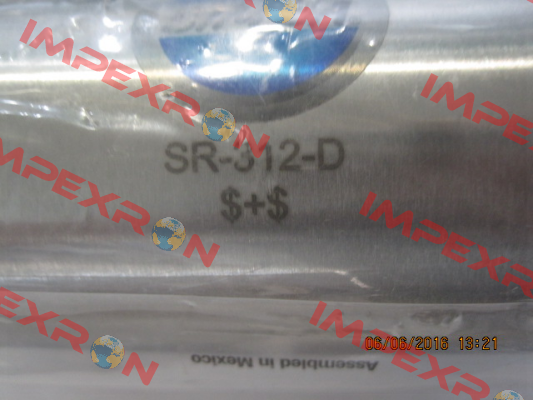 IMPEXRON
IMPEXRON
SR-312-D
$+$
IMPEXRON
IMPEXRON
IMPEXRON
IMPEXRON
06/06/2016 13:21
Assembled in Mexico